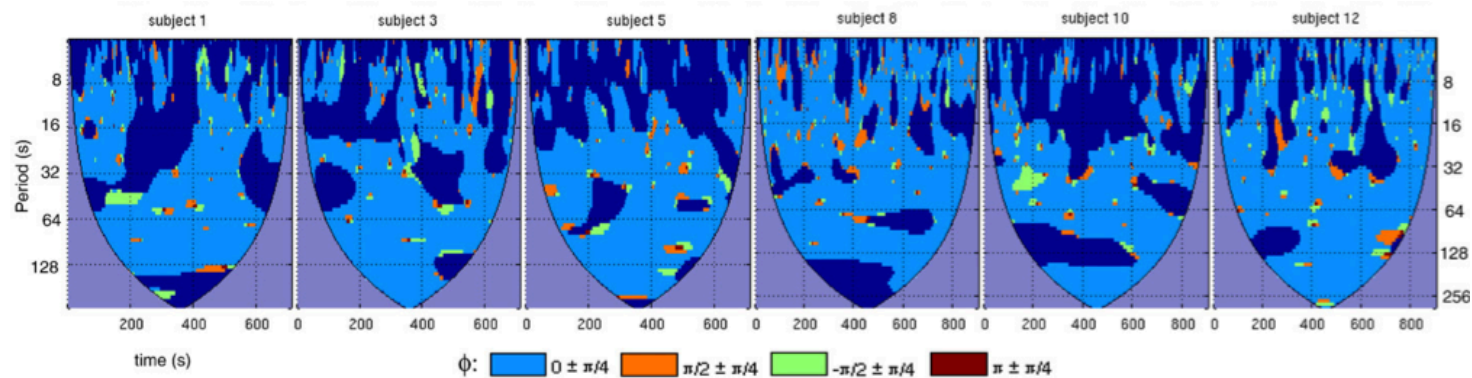 subject 1 subject 3 subject 5 subject 8 subject 10 subject 12
8 8
16 16
32 32
64 64
128 128
256
Period (s)
200 400 600 0 200 400 600 0 200 400 600 0 200 400 600 800 0 200 400 600 800 0 200 400 600 800
time (s)
ϕ: 0 ± π/4 π/2 ± π/4 -π/2 ± π/4 π ± π/4